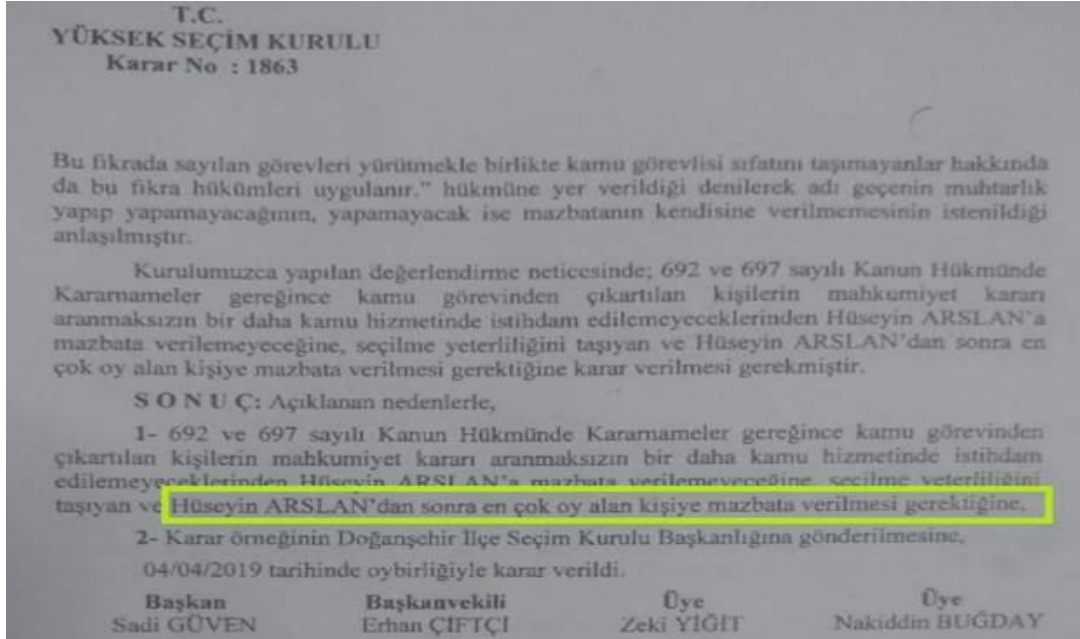 T.C.
YÜKSEK SEÇİM KURULU
Karar No : 1863
Bu fıkrada sayılan görevleri yürütmekle birlikte kamu görevlisi sıfatını taşımayanlar hakkında
da bu fıkra hükümleri uygulanır." hükmüne yer verildiği denilerek adı geçenin muhtarlık
yapıp yapamayacağının, yapamayacak ise mazbatanın kendisine verilmemesinin istenildiği
anlaşılmıştır.
Kurulumuzca yapılan değerlendirme neticesinde; 692 ve 697 sayılı Kanun Hükmünde
Kararnameler gereğince kamu görevinden çıkartılan kişilerin mahkumiyet kararı
aranmaksızın bir daha kamu hizmetinde istihdam edilemeyeceklerinden Hüseyin ARSLAN'a
mazbata verilemeyeceğine, seçilme yeterliliğini taşıyan ve Hüseyin ARSLAN'dan sonra en
çok oy alan kişiye mazbata verilmesi gerektiğine karar verilmesi gerekmiştir.
S O N U Ç: Açıklanan nedenlerle,
1- 692 ve 697 sayılı Kanun Hükmünde Kararnameler gereğince kamu görevinden
çıkartılan kişilerin mahkumiyet kararı aranmaksızın bir daha kamu hizmetinde istihdam
edilemeyeceklerinden Hüseyin ARSLAN'a mazbata verilemeyeceğine, seçilme yeterliliğini
taşıyan ve Hüseyin ARSLAN'dan sonra en çok oy alan kişiye mazbata verilmesi gerektiğine,
2- Karar örneğinin Doğanşehir İlçe Seçim Kurulu Başkanlığına gönderilmesine,
04/04/2019 tarihinde oybirliğiyle karar verildi.
Başkan Başkanvekili Üye Üye
Sadi GÜVEN Erhan ÇİFTÇİ Zeki YİĞİT Nakiddin BUĞDAY